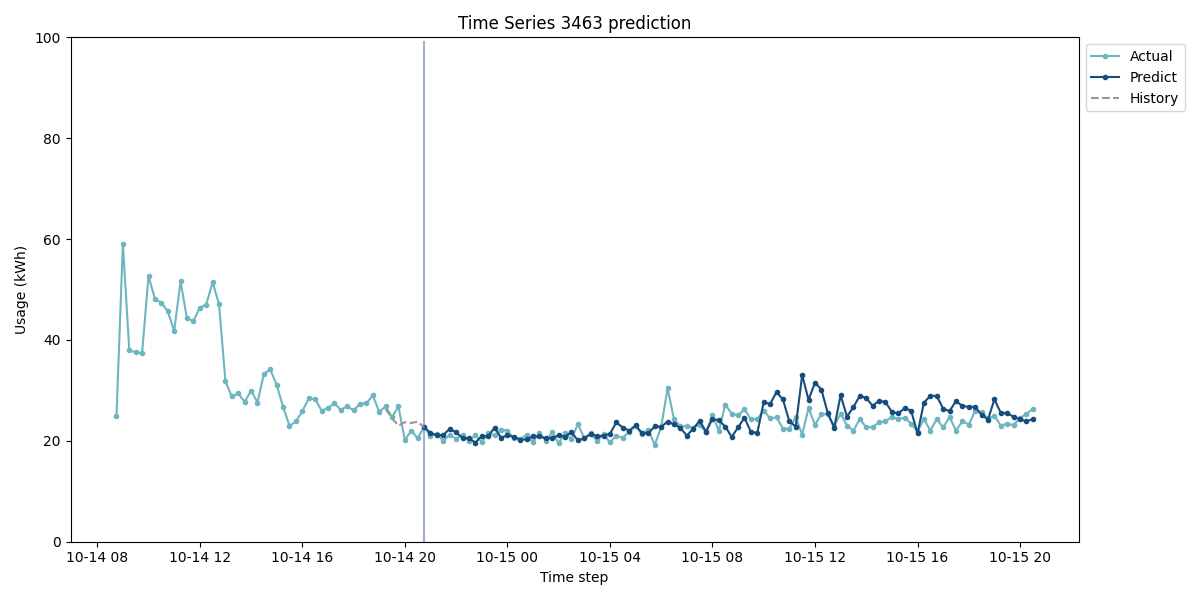 Time Series 3463 prediction
Usage (kWh)
100
80
60
40
20
0
10-14 08
10-14 12
10-14 16
10-14 20
10-15 00
10-15 04
10-15 08
10-15 12
10-15 16
10-15 20
Time step
Actual
Predict
History